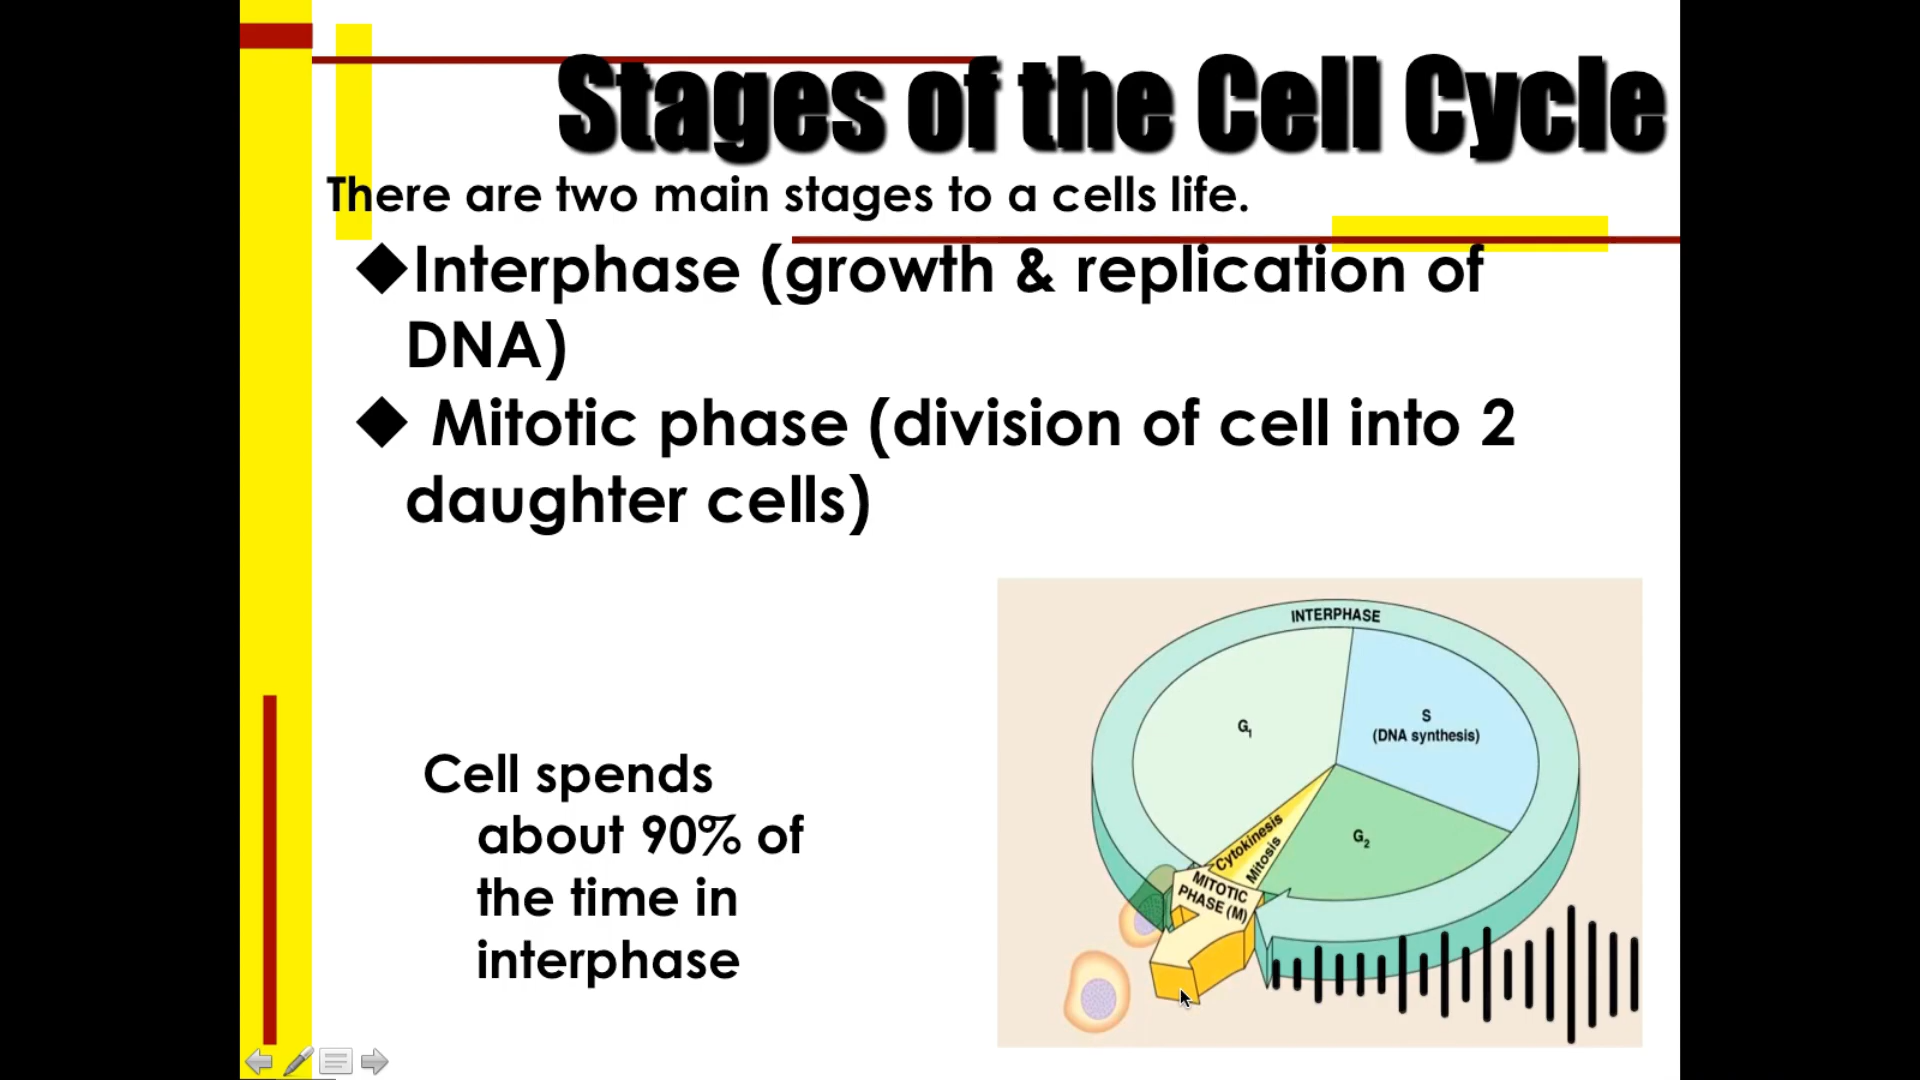 Stages of the Cell Cycle
There are two main stages to a cells life.
◆Interphase (growth & replication of
DNA)
◆ Mitotic phase (division of cell into 2
daughter cells)
Cell spends
about 90% of
the time in
interphase
INTERPHASE
G₁
S
(DNA synthesis)
G₂
Cytokinesis
Mitosis
MITOTIC
PHASE (M)